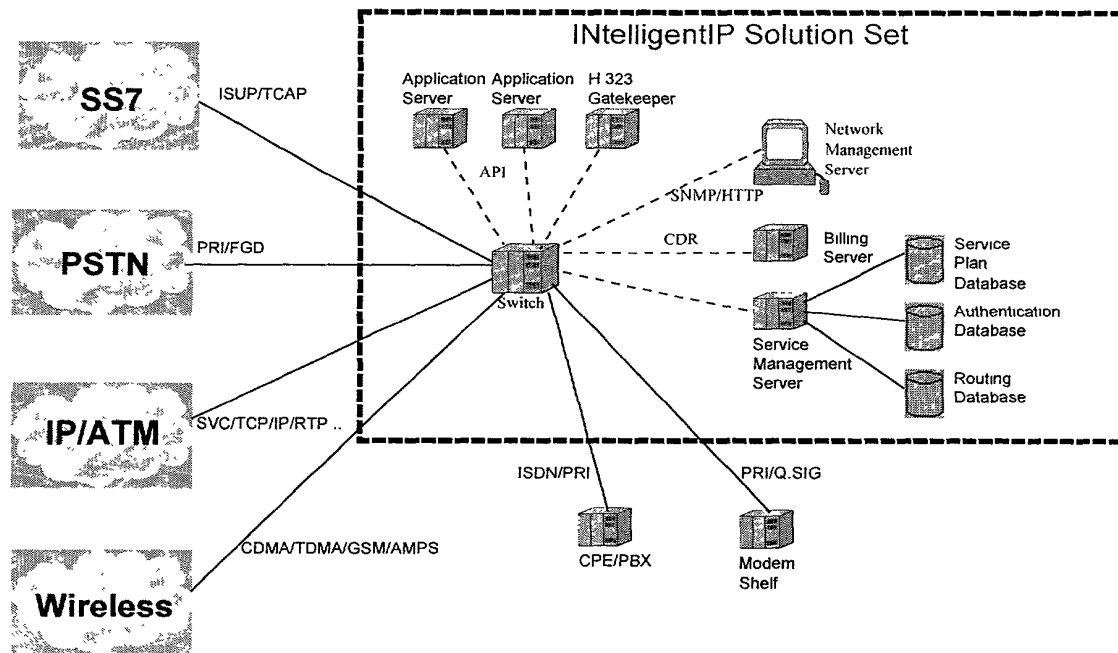 INtelligentIP Solution Set
SS7
ISUP/TCAP
Application
Server
Application
Server
H 323
Gatekeeper
API
Network
Management
Server
SNMP/HTTP
PSTN
PRI/FGD
CDR
Billing
Server
Service
Plan
Database
Switch
Service
Management
Server
Authentication
Database
Routing
Database
IP/ATM
SVC/TCP/IP/RTP ..
ISDN/PRI
PRI/Q.SIG
CPE/PBX
Modem
Shelf
CDMA/TDMA/GSM/AMPS
Wireless